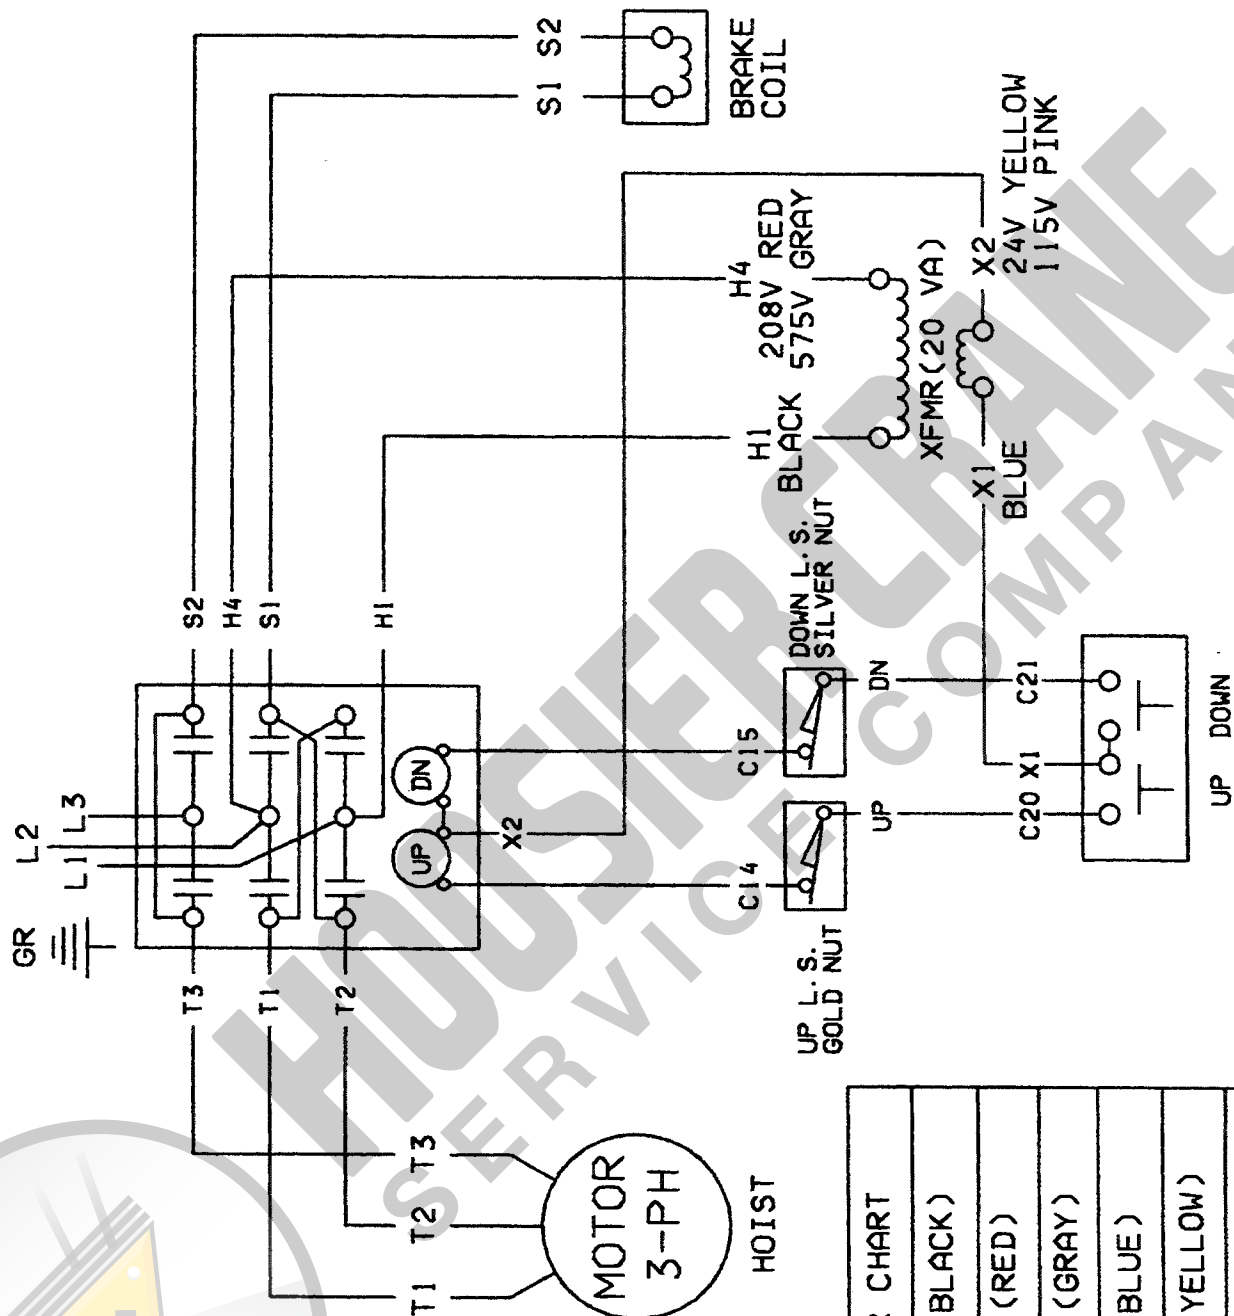 GR
L1
L2
L3
S2
H4
S1
H1
S1 S2
BRAKE
COIL
T3
T1
T2
UP
DN
X2
H1
BLACK
H4
208V RED
575V GRAY
XFMR(20 VA)
X1
BLUE
X2
24V YELLOW
115V PINK
C14
C15
UP L.S.
GOLD NUT
DOWN L.S.
SILVER NUT
UP
DN
C20 X1 C21
UP DOWN
T1 T2 T3
MOTOR
3-PH
HOIST
CHART
BLACK)
(RED)
(GRAY)
BLUE)
YELLOW)
HOOSIER CRANE
SERVICE COMPAN